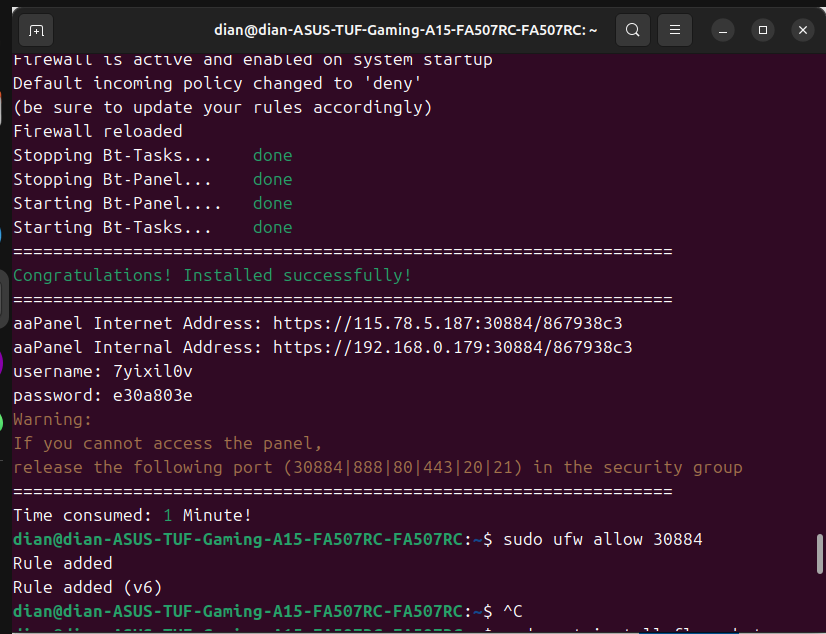 dian@dian-ASUS-TUF-Gaming-A15-FA507RC-FA507RC: ~
Firewall is active and enabled on system startup
Default incoming policy changed to 'deny'
(be sure to update your rules accordingly)
Firewall reloaded
Stopping Bt-Tasks... done
Stopping Bt-Panel... done
Starting Bt-Panel.... done
Starting Bt-Tasks... done
==================================================================
Congratulations! Installed successfully!
==================================================================
aaPanel Internet Address: https://115.78.5.187:30884/867938c3
aaPanel Internal Address: https://192.168.0.179:30884/867938c3
username: 7yixil0v
password: e30a803e
Warning:
If you cannot access the panel,
release the following port (30884|888|80|443|20|21) in the security group
==================================================================
Time consumed: 1 Minute!
dian@dian-ASUS-TUF-Gaming-A15-FA507RC-FA507RC:~$ sudo ufw allow 30884
Rule added
Rule added (v6)
dian@dian-ASUS-TUF-Gaming-A15-FA507RC-FA507RC:~$ ^C